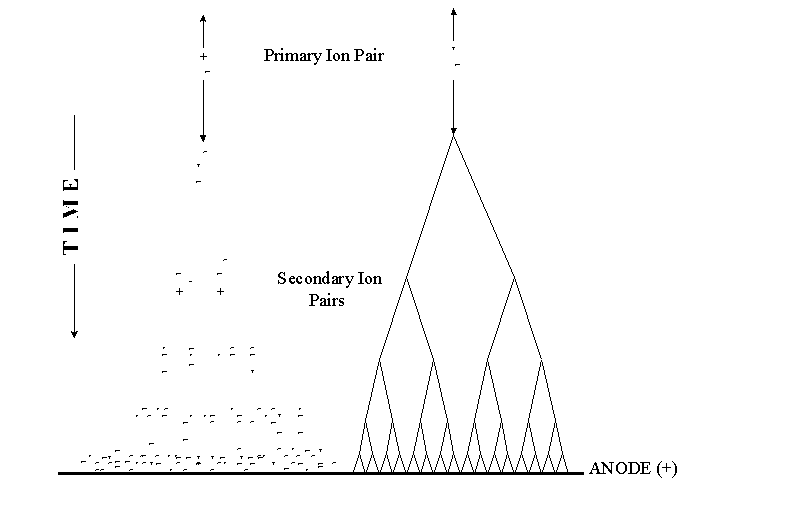 Primary Ion Pair
TIME
Secondary Ion
Pairs
ANODE (+)